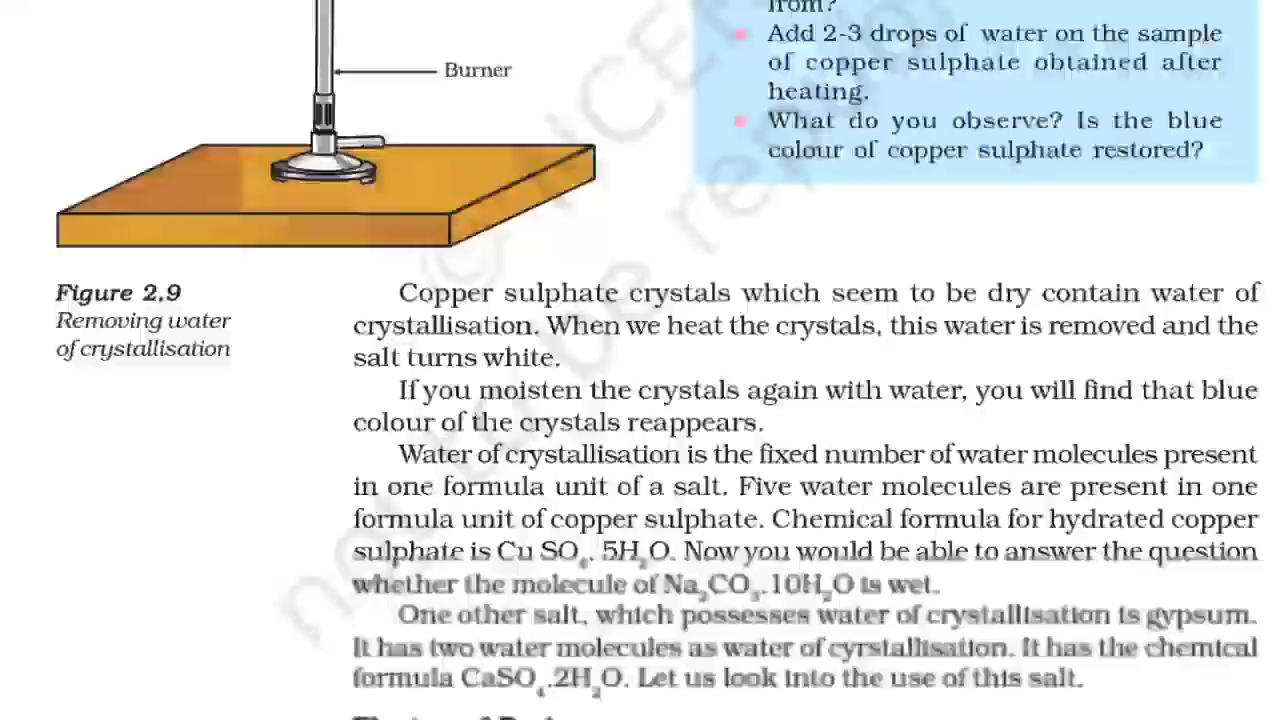 from?
• Add 2-3 drops of water on the sample
of copper sulphate obtained after
heating.
• What do you observe? Is the blue
colour of copper sulphate restored?
Burner
Figure 2.9
Removing water
of crystallisation
Copper sulphate crystals which seem to be dry contain water of
crystallisation. When we heat the crystals, this water is removed and the
salt turns white.
If you moisten the crystals again with water, you will find that blue
colour of the crystals reappears.
Water of crystallisation is the fixed number of water molecules present
in one formula unit of a salt. Five water molecules are present in one
formula unit of copper sulphate. Chemical formula for hydrated copper
sulphate is Cu SO₄. 5H₂O. Now you would be able to answer the question
whether the molecule of Na₂CO₃.10H₂O is wet.
One other salt, which possesses water of crystallisation is gypsum.
It has two water molecules as water of cyrstallisation. It has the chemical
formula CaSO₄.2H₂O. Let us look into the use of this salt.
not to be re